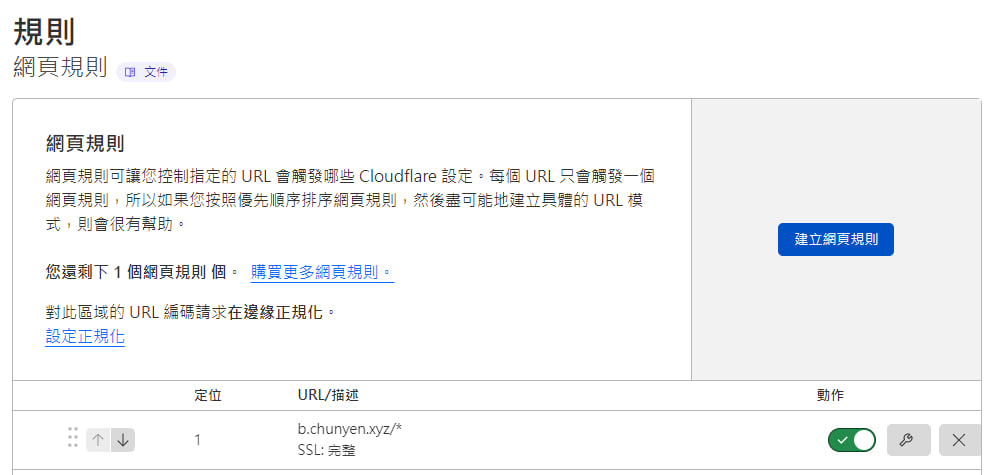 規則
網頁規則 文件
網頁規則
網頁規則可讓您控制指定的 URL 會觸發哪些 Cloudflare 設定。每個 URL 只會觸發一個
網頁規則，所以如果您按照優先順序排序網頁規則，然後盡可能地建立具體的 URL 模
式，則會很有幫助。
建立網頁規則
您還剩下 1 個網頁規則 個。 購買更多網頁規則。
對此區域的 URL 編碼請求在邊緣正規化。
設定正規化
定位 URL/描述 動作
1 b.chunyen.xyz/*
SSL: 完整